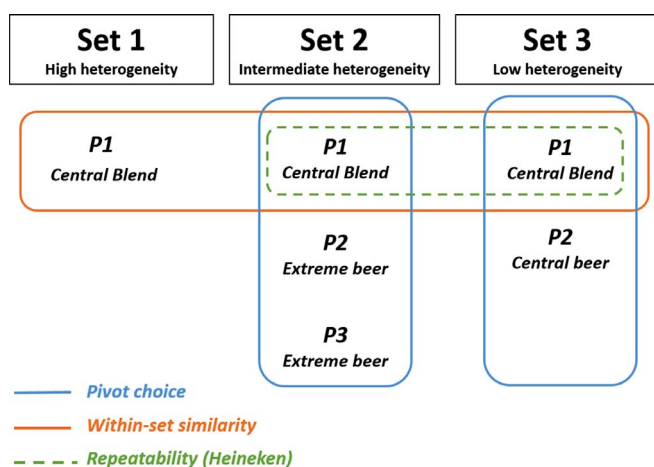 Set 1
High heterogeneity
Set 2
Intermediate heterogeneity
Set 3
Low heterogeneity
P1
Central Blend
P1
Central Blend
P1
Central Blend
P2
Extreme beer
P2
Central beer
P3
Extreme beer
Pivot choice
Within-set similarity
Repeatability (Heineken)